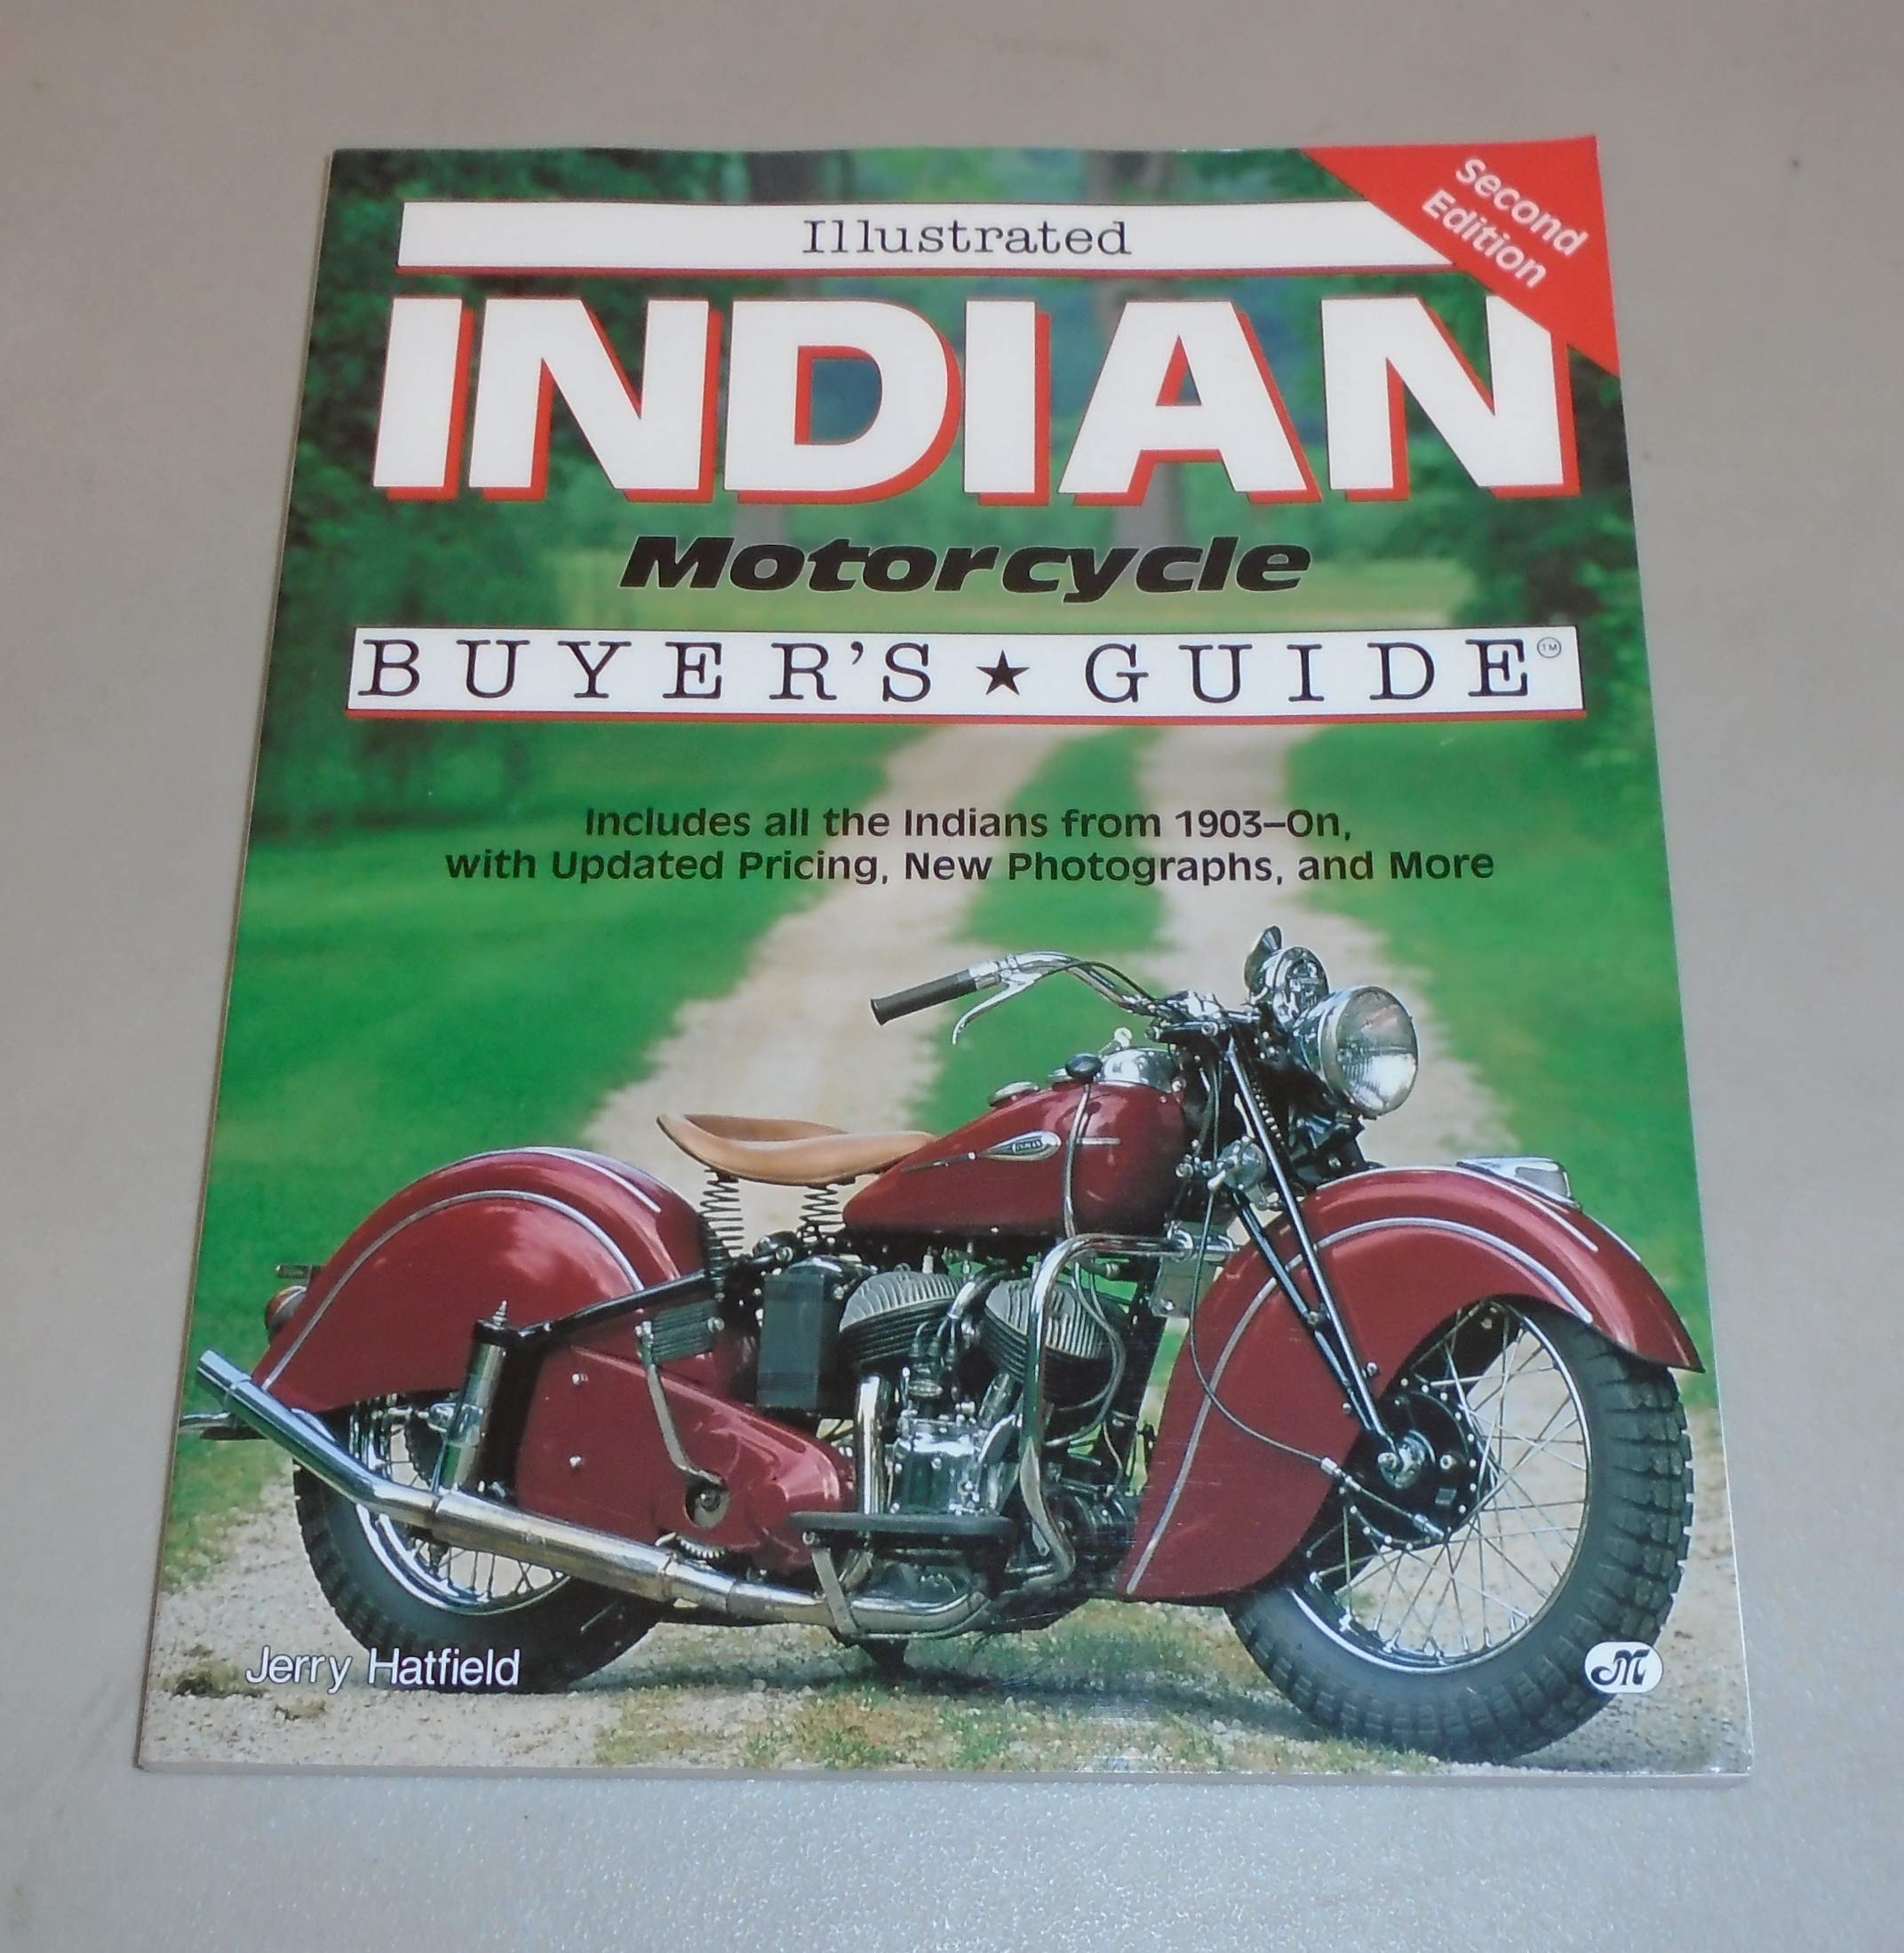 Second
Edition
Illustrated
INDIAN
Motorcycle
BUYER'S ★ GUIDE™
Includes all the Indians from 1903–On,
with Updated Pricing, New Photographs, and More
Jerry Hatfield
M